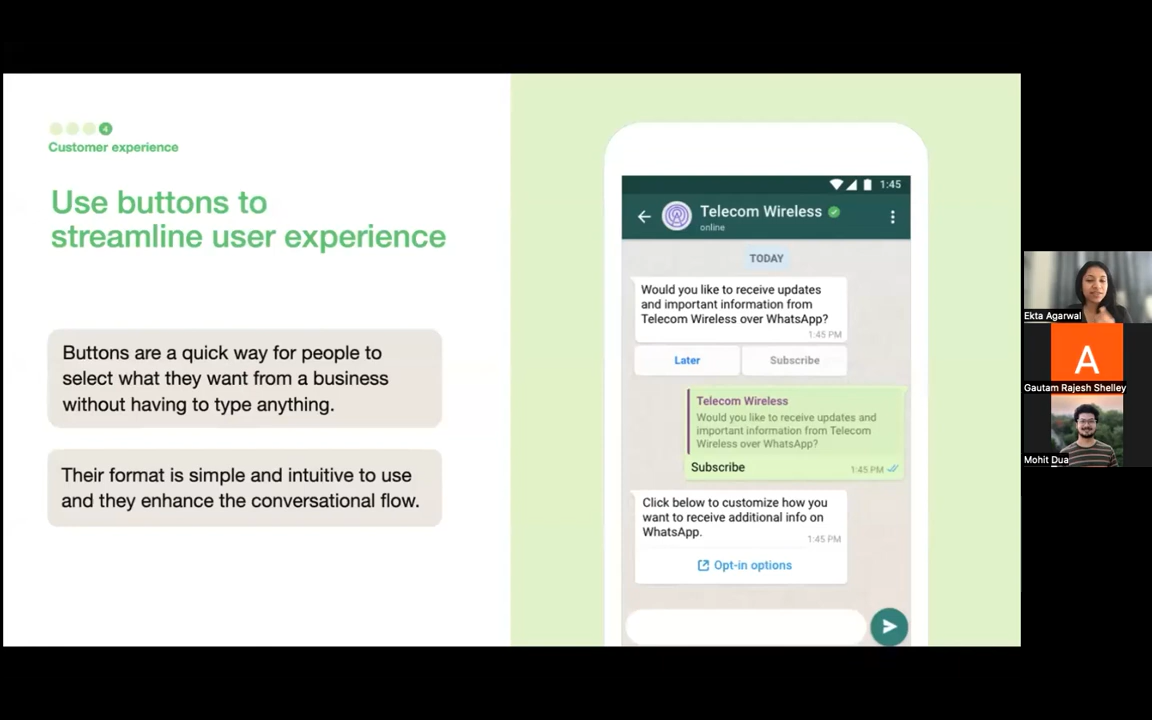 4
Customer experience
Use buttons to
streamline user experience
Buttons are a quick way for people to
select what they want from a business
without having to type anything.
Their format is simple and intuitive to use
and they enhance the conversational flow.
1:45
Telecom Wireless
online
TODAY
Would you like to receive updates
and important information from
Telecom Wireless over WhatsApp?
1:45 PM
Later
Subscribe
Telecom Wireless
Would you like to receive updates and
important information from Telecom
Wireless over WhatsApp?
Subscribe
1:45 PM
Click below to customize how you
want to receive additional info on
WhatsApp.
1:45 PM
Opt-in options
Ekta Agarwal
A
Gautam Rajesh Shelley
Mohit Dua